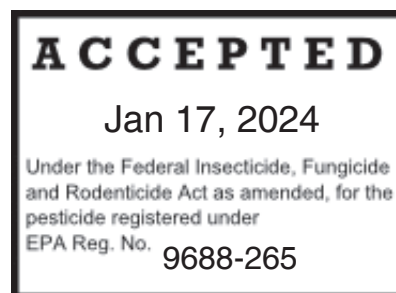 ACCEPTED
Jan 17, 2024
Under the Federal Insecticide, Fungicide
and Rodenticide Act as amended, for the
pesticide registered under
EPA Reg. No. 9688-265